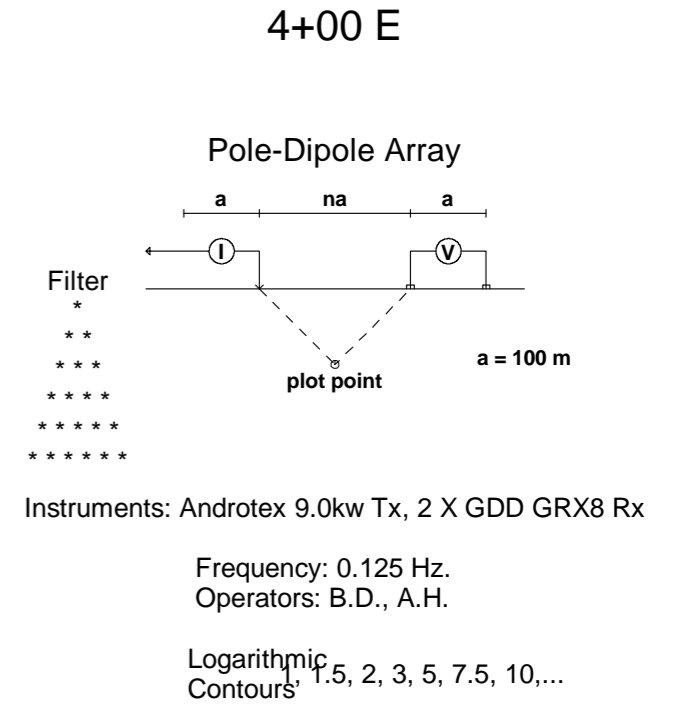 4+00 E
Pole-Dipole Array
a na a
I V
Filter
*
* *
* * *
a = 100 m
plot point
* * * *
* * * * *
* * * * * *
Instruments: Androtex 9.0kw Tx, 2 X GDD GRX8 Rx
Frequency: 0.125 Hz.
Operators: B.D., A.H.
Logarithmic
Contours 1, 1.5, 2, 3, 5, 7.5, 10,...